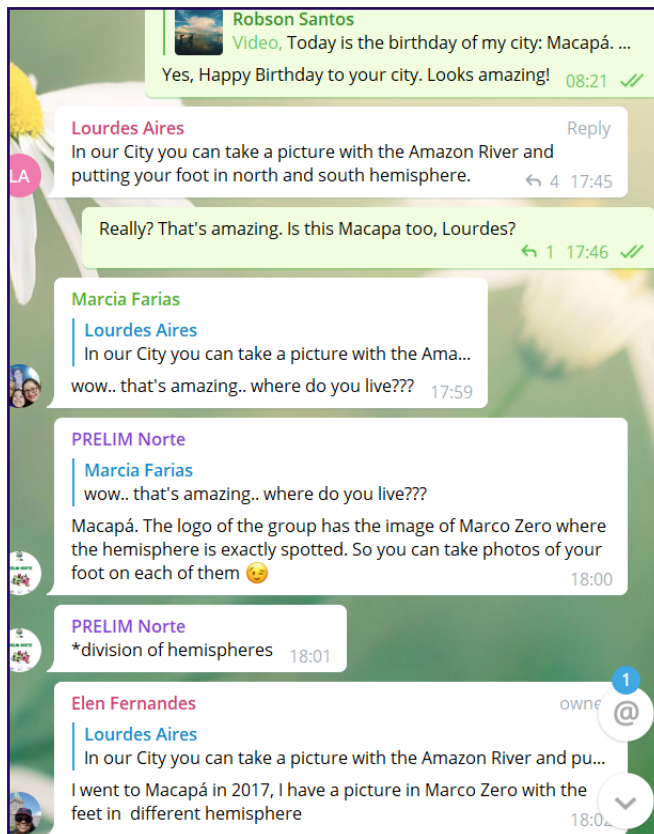 Robson Santos
Video, Today is the birthday of my city: Macapá. ...
Yes, Happy Birthday to your city. Looks amazing! 08:21
Lourdes Aires Reply
In our City you can take a picture with the Amazon River and
putting your foot in north and south hemisphere. 4 17:45
LA
Really? That's amazing. Is this Macapa too, Lourdes?
1 17:46
Marcia Farias
Lourdes Aires
In our City you can take a picture with the Ama...
wow.. that's amazing.. where do you live??? 17:59
PRELIM Norte
Marcia Farias
wow.. that's amazing.. where do you live???
Macapá. The logo of the group has the image of Marco Zero where
the hemisphere is exactly spotted. So you can take photos of your
foot on each of them 😉 18:00
PRELIM Norte
*division of hemispheres 18:01
1
@
Elen Fernandes
Lourdes Aires
In our City you can take a picture with the Amazon River and pu...
I went to Macapá in 2017, I have a picture in Marco Zero with the
feet in different hemisphere